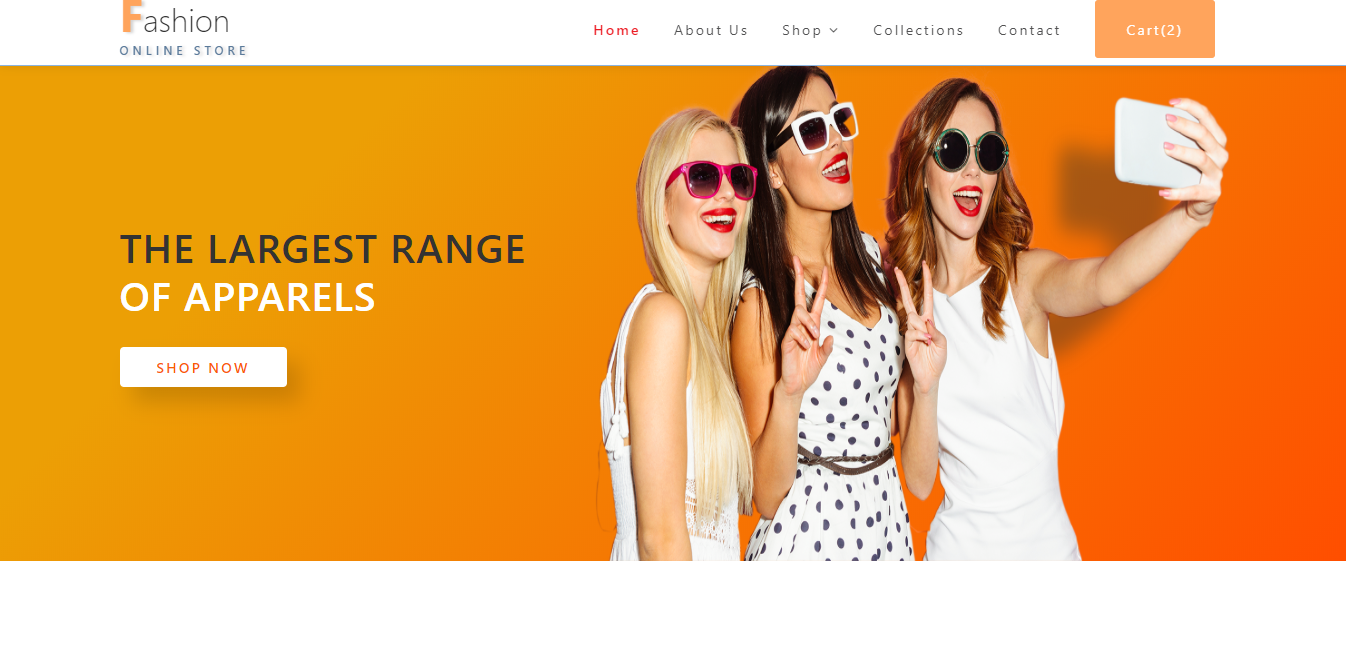 Fashion
ONLINE STORE
Home About Us Shop Collections Contact Cart(2)
THE LARGEST RANGE
OF APPARELS
SHOP NOW